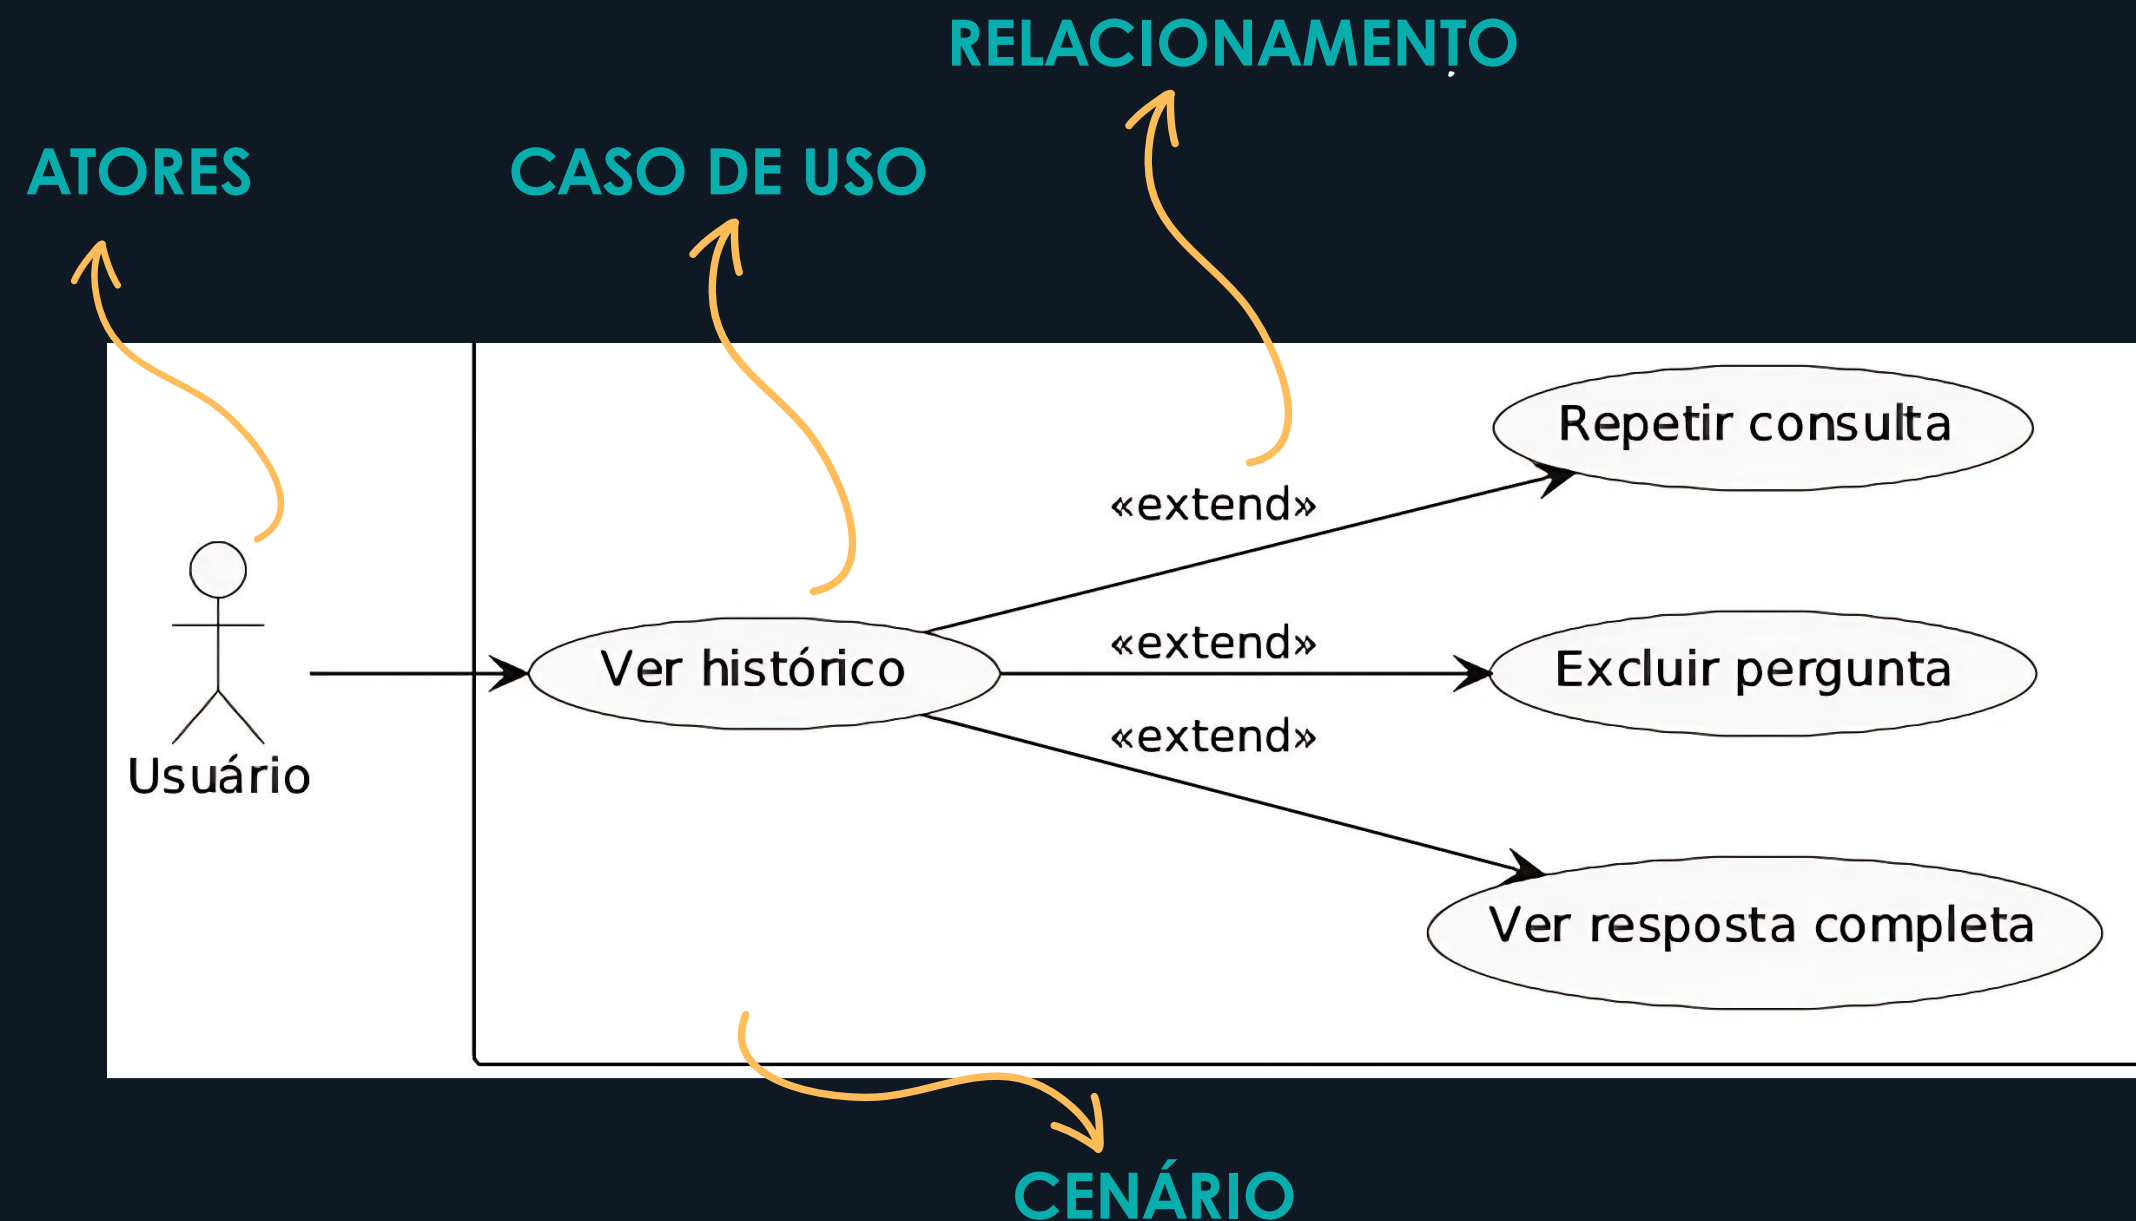 RELACIONAMENTO
ATORES
CASO DE USO
Repetir consulta
«extend»
«extend»
Ver histórico
Excluir pergunta
«extend»
Usuário
Ver resposta completa
CENÁRIO